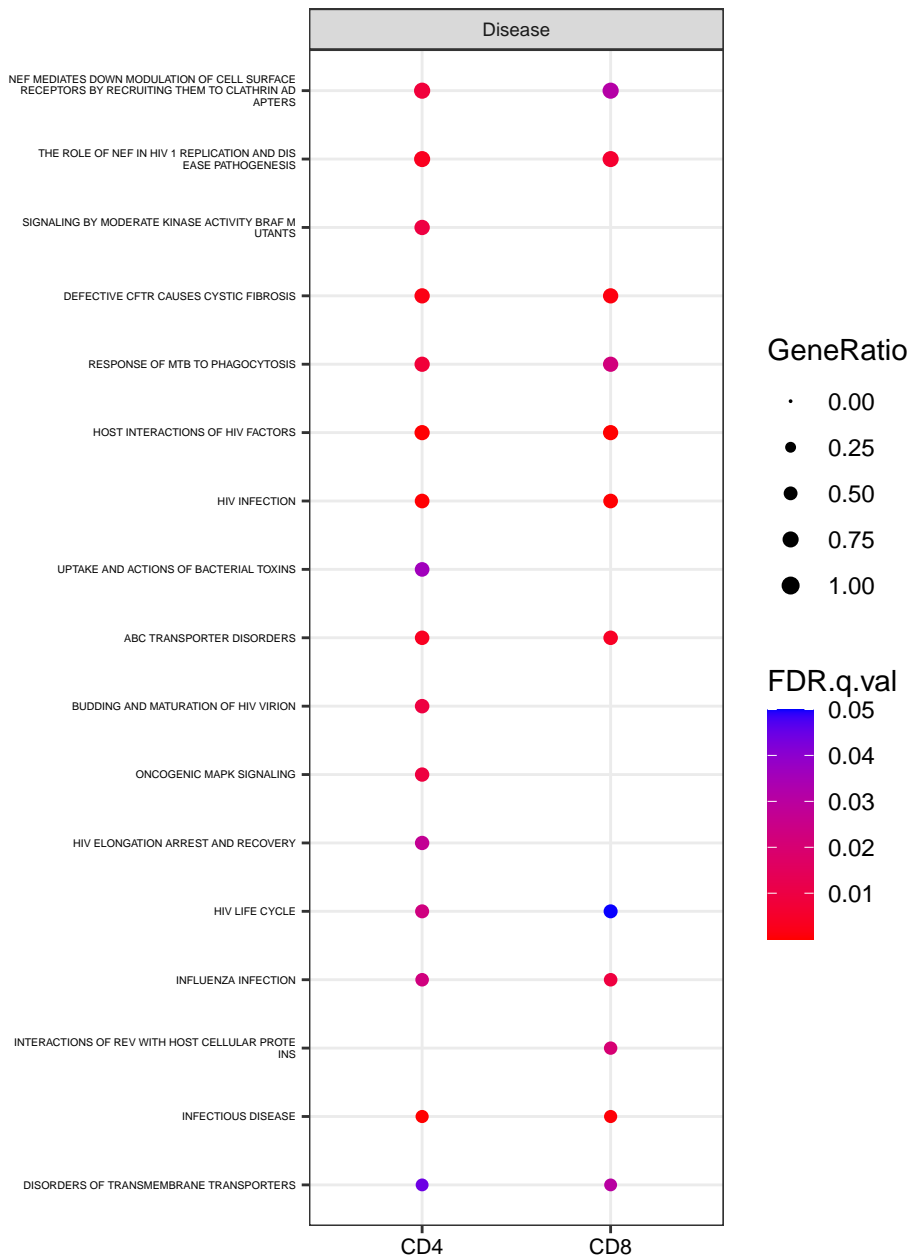 Disease
NEF MEDIATES DOWN MODULATION OF CELL SURFACE
RECEPTORS BY RECRUITING THEM TO CLATHRIN AD
APTERS
THE ROLE OF NEF IN HIV 1 REPLICATION AND DIS
EASE PATHOGENESIS
SIGNALING BY MODERATE KINASE ACTIVITY BRAF M
UTANTS
DEFECTIVE CFTR CAUSES CYSTIC FIBROSIS
RESPONSE OF MTB TO PHAGOCYTOSIS
HOST INTERACTIONS OF HIV FACTORS
HIV INFECTION
UPTAKE AND ACTIONS OF BACTERIAL TOXINS
ABC TRANSPORTER DISORDERS
BUDDING AND MATURATION OF HIV VIRION
ONCOGENIC MAPK SIGNALING
HIV ELONGATION ARREST AND RECOVERY
HIV LIFE CYCLE
INFLUENZA INFECTION
INTERACTIONS OF REV WITH HOST CELLULAR PROTE
INS
INFECTIOUS DISEASE
DISORDERS OF TRANSMEMBRANE TRANSPORTERS
CD4
CD8
GeneRatio
0.00
0.25
0.50
0.75
1.00
FDR.q.val
0.05
0.04
0.03
0.02
0.01